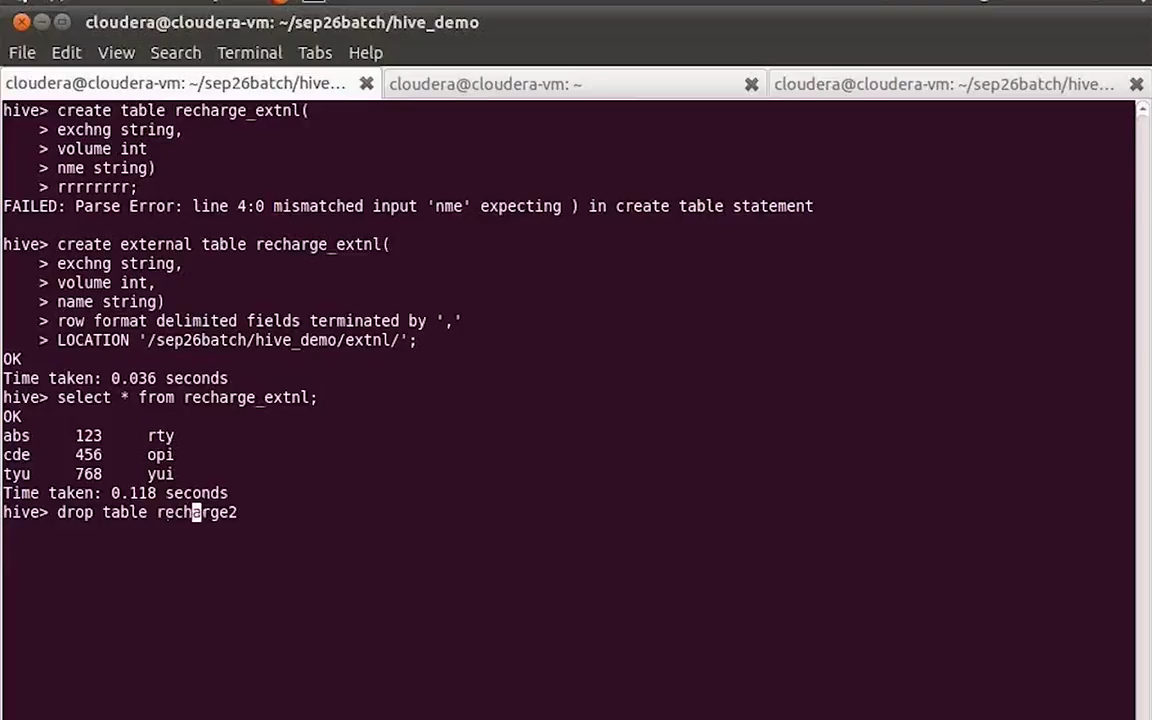 cloudera@cloudera-vm: ~/sep26batch/hive_demo
File Edit View Search Terminal Tabs Help
cloudera@cloudera-vm: ~/sep26batch/hive... cloudera@cloudera-vm: ~ cloudera@cloudera-vm: ~/sep26batch/hive...
hive> create table recharge_extnl(
> exchng string,
> volume int
> nme string)
> rrrrrrrr;
FAILED: Parse Error: line 4:0 mismatched input 'nme' expecting ) in create table statement
hive> create external table recharge_extnl(
> exchng string,
> volume int,
> name string)
> row format delimited fields terminated by ','
> LOCATION '/sep26batch/hive_demo/extnl/';
OK
Time taken: 0.036 seconds
hive> select * from recharge_extnl;
OK
abs 123 rty
cde 456 opi
tyu 768 yui
Time taken: 0.118 seconds
hive> drop table recharge2